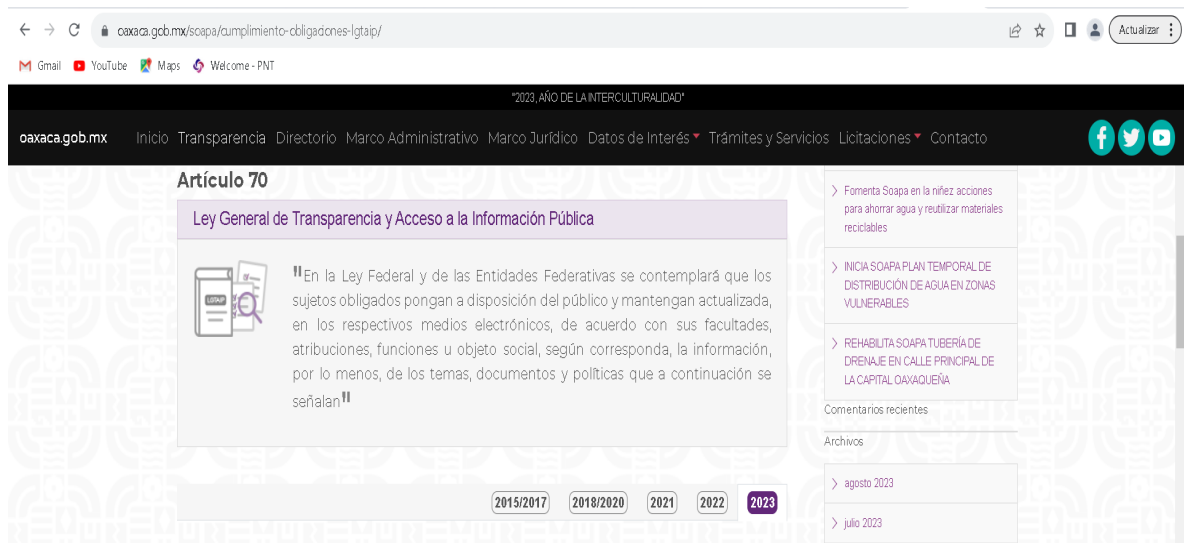 oaxaca.gob.mx/soapa/cumplimiento-obligaciones-lgtaip/
Actualizar
Gmail YouTube Maps Welcome - PNT
"2023, AÑO DE LA INTERCULTURALIDAD"
oaxaca.gob.mx Inicio Transparencia Directorio Marco Administrativo Marco Jurídico Datos de Interés Trámites y Servicios Licitaciones Contacto
Artículo 70
Ley General de Transparencia y Acceso a la Información Pública
LGTAIP
"En la Ley Federal y de las Entidades Federativas se contemplará que los
sujetos obligados pongan a disposición del público y mantengan actualizada,
en los respectivos medios electrónicos, de acuerdo con sus facultades,
atribuciones, funciones u objeto social, según corresponda, la información,
por lo menos, de los temas, documentos y políticas que a continuación se
señalan"
2015/2017 2018/2020 2021 2022 2023
Fomenta Soapa en la niñez acciones
para ahorrar agua y reutilizar materiales
reciclables
INICIA SOAPA PLAN TEMPORAL DE
DISTRIBUCIÓN DE AGUA EN ZONAS
VULNERABLES
REHABILITA SOAPA TUBERÍA DE
DRENAJE EN CALLE PRINCIPAL DE
LA CAPITAL OAXAQUEÑA
Comentarios recientes
Archivos
agosto 2023
julio 2023